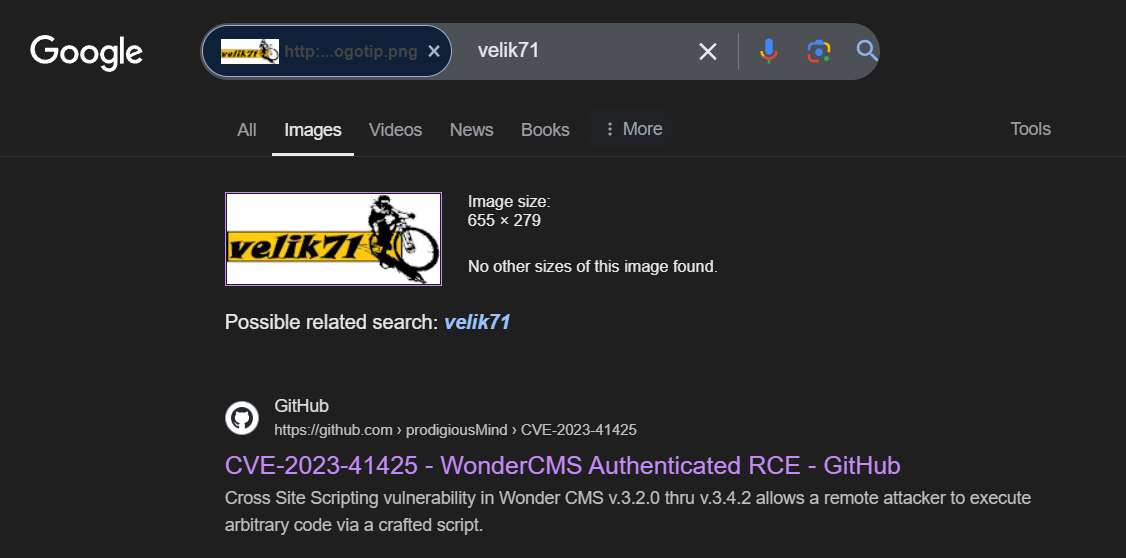 Google
velik71 http:...ogotip.png × velik71
All Images Videos News Books More Tools
velik71
Image size:
655 × 279
No other sizes of this image found.
Possible related search: velik71
GitHub
https://github.com › prodigiousMind › CVE-2023-41425
CVE-2023-41425 - WonderCMS Authenticated RCE - GitHub
Cross Site Scripting vulnerability in Wonder CMS v.3.2.0 thru v.3.4.2 allows a remote attacker to execute
arbitrary code via a crafted script.